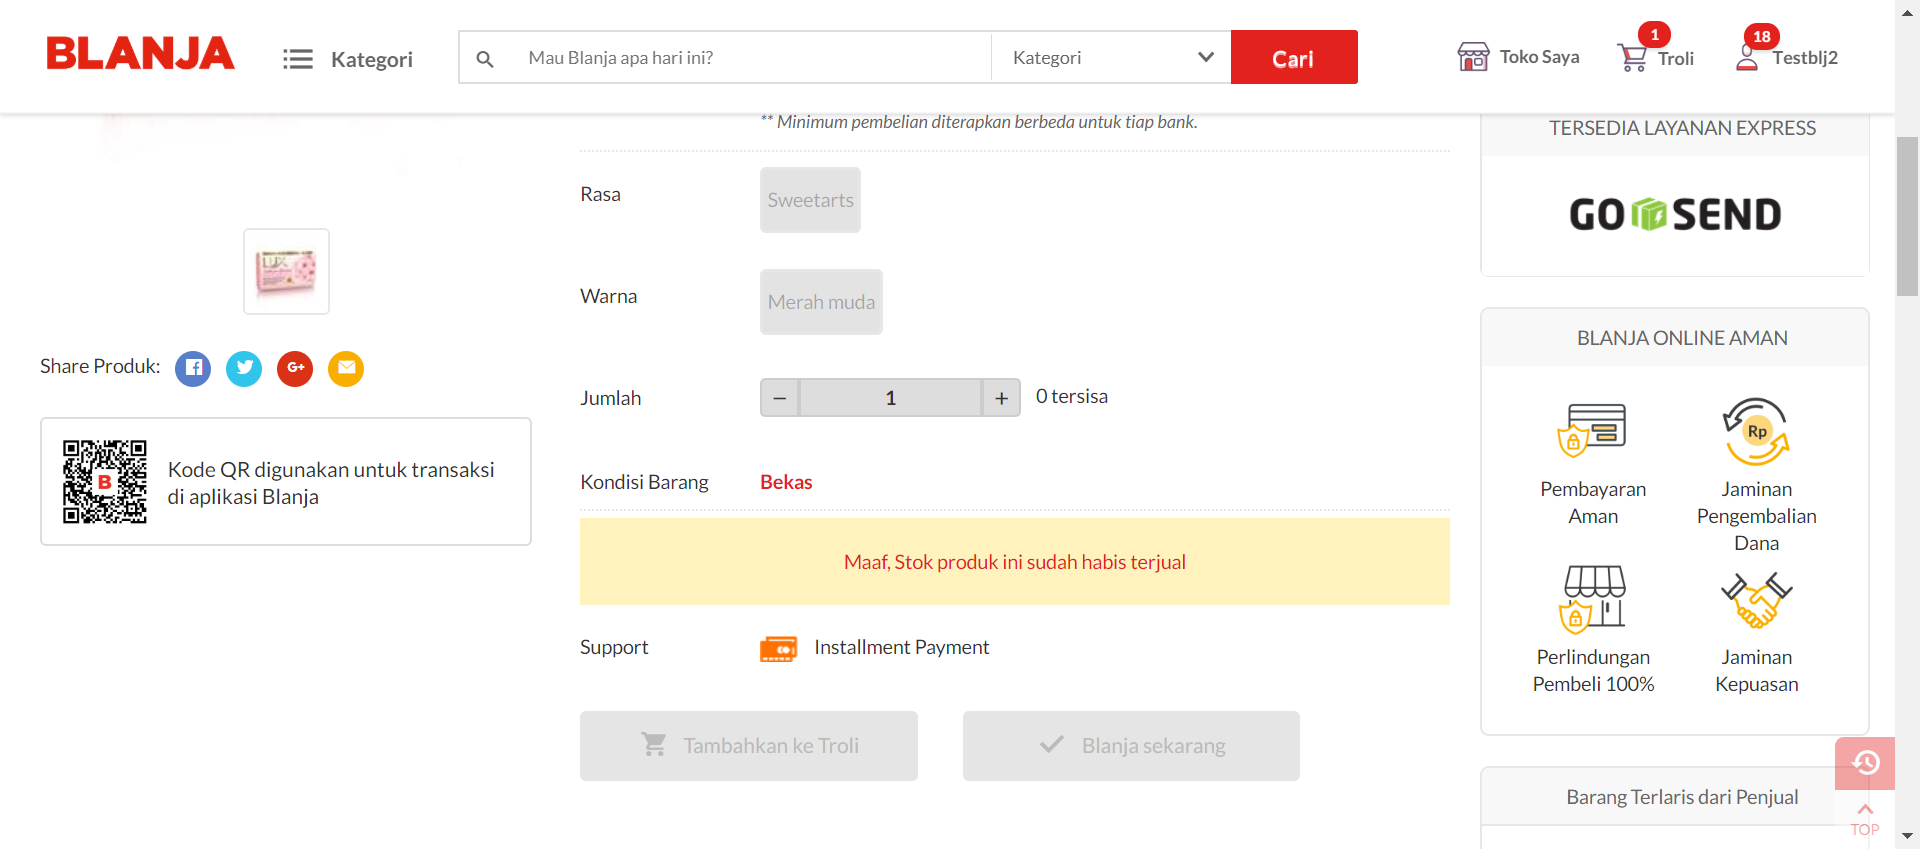 BLANJA
Kategori
Mau Blanja apa hari ini?
Kategori
Cari
Toko Saya
1
Troli
18
Testblj2
** Minimum pembelian diterapkan berbeda untuk tiap bank.
Rasa
Sweetarts
Warna
Merah muda
Jumlah
− 1 +
0 tersisa
Kondisi Barang
Bekas
Maaf, Stok produk ini sudah habis terjual
Support
Installment Payment
Tambahkan ke Troli
Blanja sekarang
LUX
Share Produk:
G+
B
Kode QR digunakan untuk transaksi
di aplikasi Blanja
TERSEDIA LAYANAN EXPRESS
GO SEND
BLANJA ONLINE AMAN
Rp
Pembayaran
Aman
Jaminan
Pengembalian
Dana
Perlindungan
Pembeli 100%
Jaminan
Kepuasan
Barang Terlaris dari Penjual
TOP